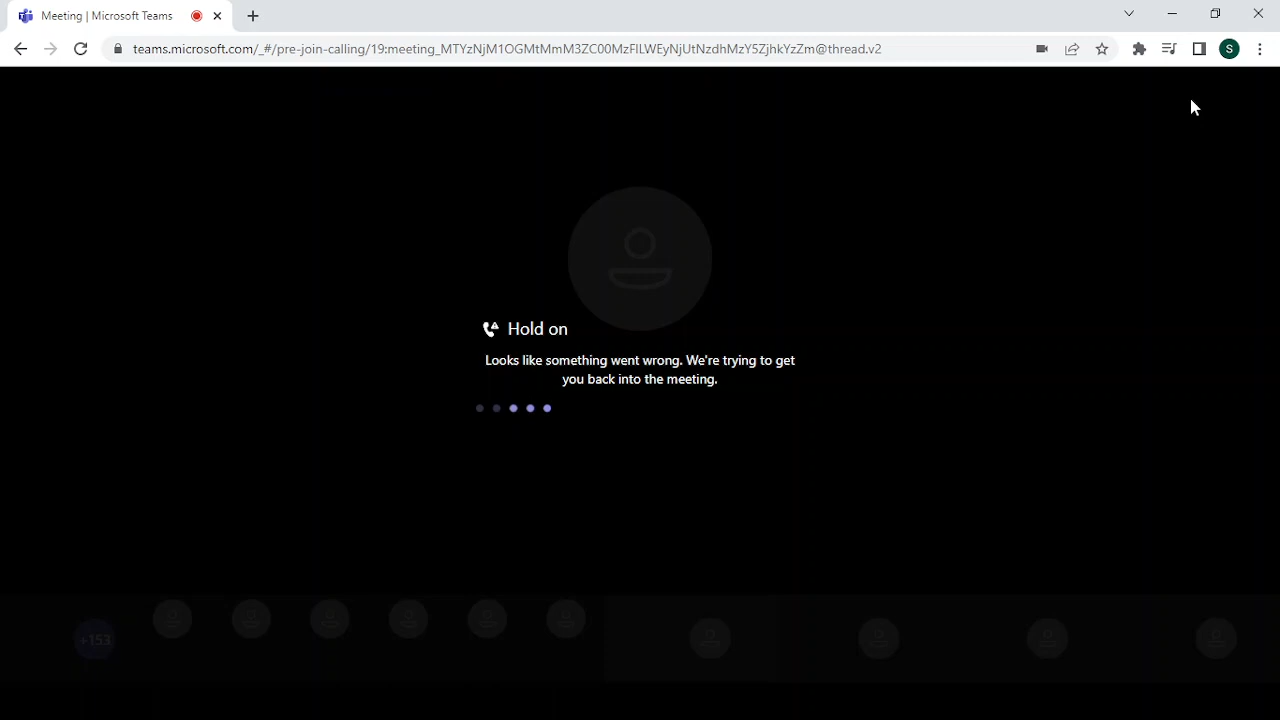 Meeting | Microsoft Teams
teams.microsoft.com/_#/pre-join-calling/19:meeting_MTYzNjM1OGMtMmM3ZC00MzFlLWEyNjUtNzdhMzY5ZjhkYzZm@thread.v2
S
Hold on
Looks like something went wrong. We're trying to get
you back into the meeting.
+153